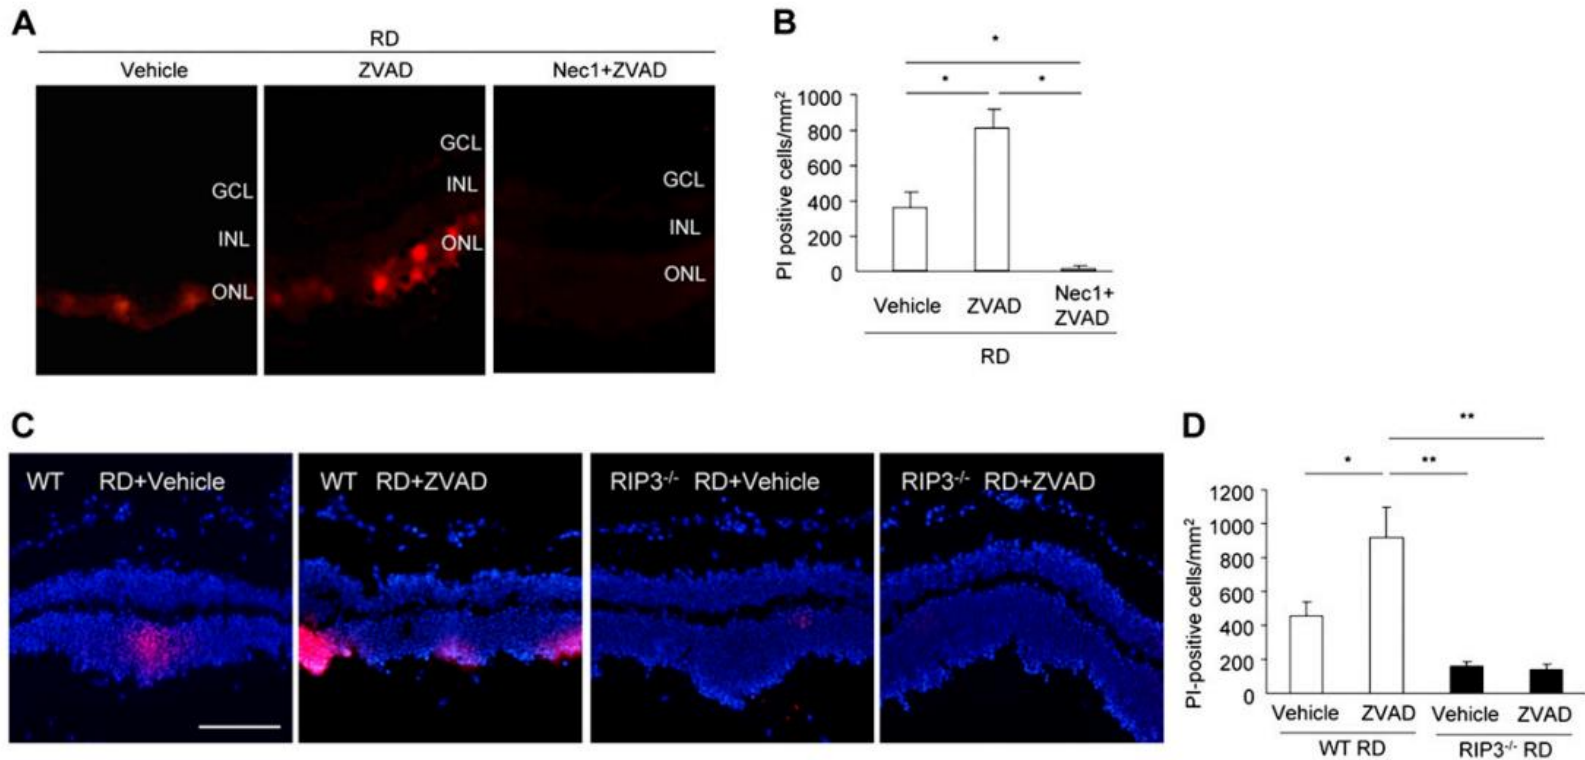 A
RD
Vehicle ZVAD Nec1+ZVAD
GCL
INL
ONL
GCL
INL
ONL
GCL
INL
ONL
B
*
* *
PI positive cells/mm²
1000
800
600
400
200
0
Vehicle ZVAD Nec1+
ZVAD
RD
C
WT RD+Vehicle
WT RD+ZVAD
RIP3-/- RD+Vehicle
RIP3-/- RD+ZVAD
D
**
* **
PI-positive cells/mm²
1200
1000
800
600
400
200
0
Vehicle ZVAD Vehicle ZVAD
WT RD RIP3-/- RD